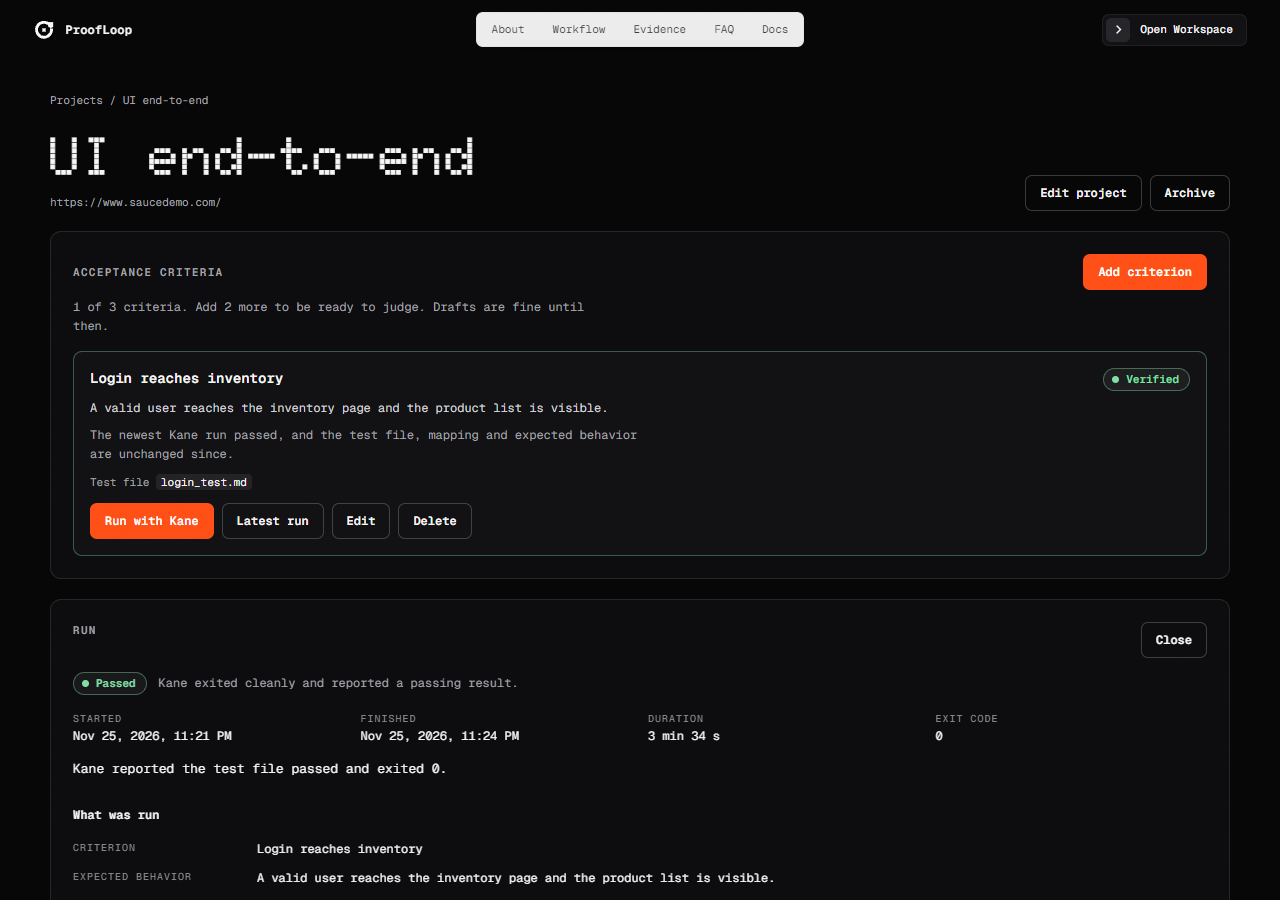 ProofLoop
About Workflow Evidence FAQ Docs
Open Workspace
Projects / UI end-to-end
UI end-to-end
https://www.saucedemo.com/
Edit project
Archive
ACCEPTANCE CRITERIA
Add criterion
1 of 3 criteria. Add 2 more to be ready to judge. Drafts are fine until
then.
Login reaches inventory
Verified
A valid user reaches the inventory page and the product list is visible.
The newest Kane run passed, and the test file, mapping and expected behavior
are unchanged since.
Test file login_test.md
Run with Kane
Latest run
Edit
Delete
RUN
Close
Passed
Kane exited cleanly and reported a passing result.
STARTED FINISHED DURATION EXIT CODE
Nov 25, 2026, 11:21 PM Nov 25, 2026, 11:24 PM 3 min 34 s 0
Kane reported the test file passed and exited 0.
What was run
CRITERION Login reaches inventory
EXPECTED BEHAVIOR A valid user reaches the inventory page and the product list is visible.